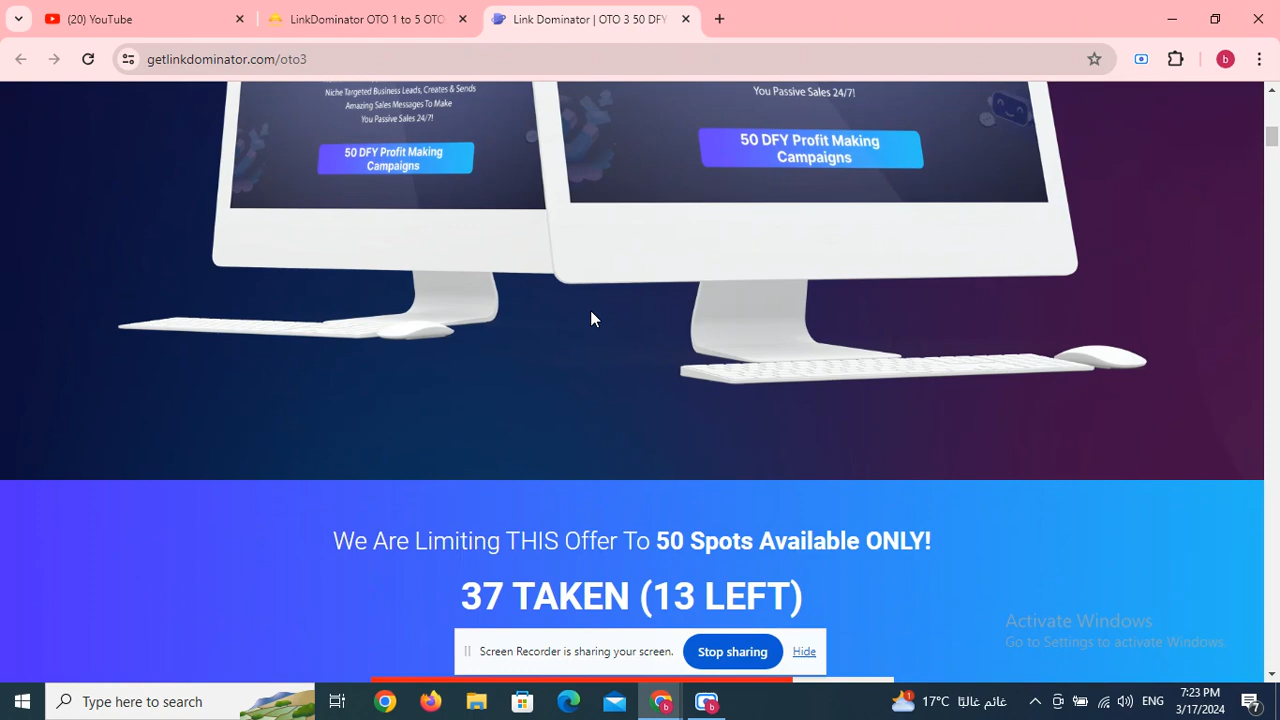 (20) YouTube
LinkDominator OTO 1 to 5 OTO
Link Dominator | OTO 3 50 DFY
getlinkdominator.com/oto3
b
Niche Targeted Business Leads, Creates & Sends
Amazing Sales Messages To Make
You Passive Sales 24/7!
50 DFY Profit Making
Campaigns
You Passive Sales 24/7!
50 DFY Profit Making
Campaigns
We Are Limiting THIS Offer To 50 Spots Available ONLY!
37 TAKEN (13 LEFT)
Activate Windows
Go to Settings to activate Windows.
Screen Recorder is sharing your screen.
Stop sharing
Hide
Type here to search
17°C غائم غالبًا
ENG
7:23 PM
3/17/2024
7